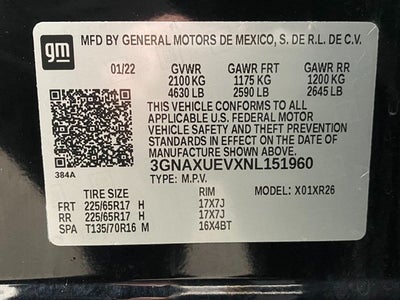 gm
MFD BY GENERAL MOTORS DE MEXICO, S. DE R.L. DE C.V.
01/22 GVWR GAWR FRT GAWR RR
2100 KG 1175 KG 1200 KG
4630 LB 2590 LB 2645 LB
THIS VEHICLE CONFORMS TO ALL
APPLICABLE U.S. FEDERAL MOTOR
VEHICLE SAFETY AND THEFT PREVENTION
STANDARDS IN EFFECT ON THE DATE
OF MANUFACTURE SHOWN ABOVE.
384A
3GNAXUEVXNL151960
TYPE: M.P.V.
TIRE SIZE RIM MODEL: X01XR26
FRT 225/65R17 H 17X7J
RR 225/65R17 H 17X7J
SPA T135/70R16 M 16X4BT